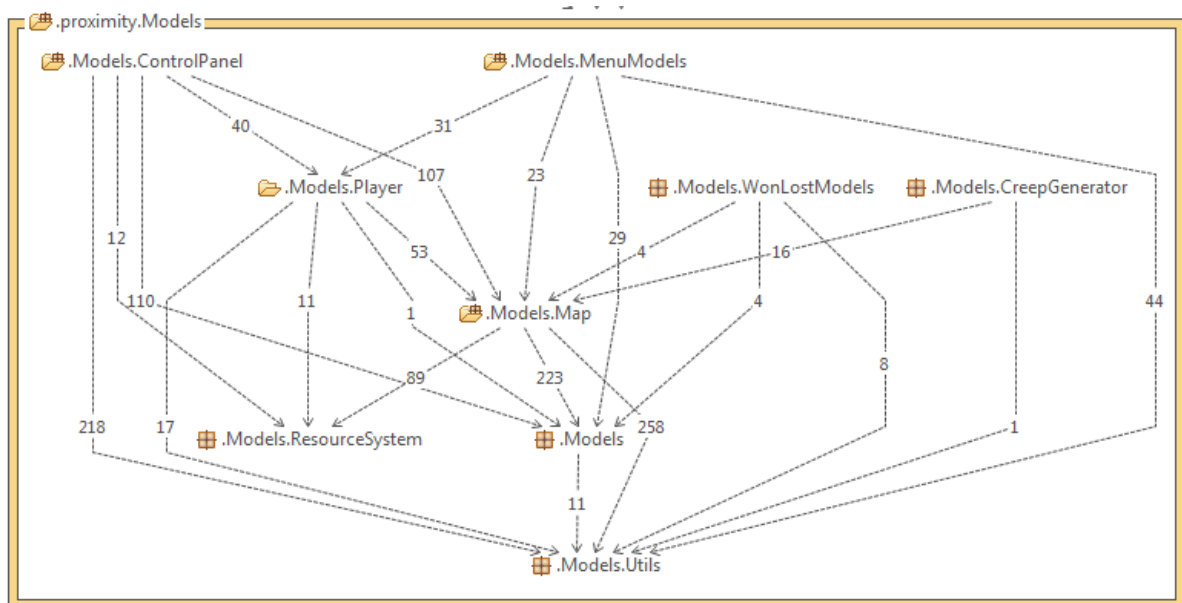 .proximity.Models
.Models.ControlPanel
.Models.MenuModels
40
31
107
23
.Models.Player
.Models.WonLostModels
.Models.CreepGenerator
12
53
29
4
16
110
11
1
4
44
.Models.Map
8
89
223
218
17
258
1
.Models.ResourceSystem
.Models
11
.Models.Utils